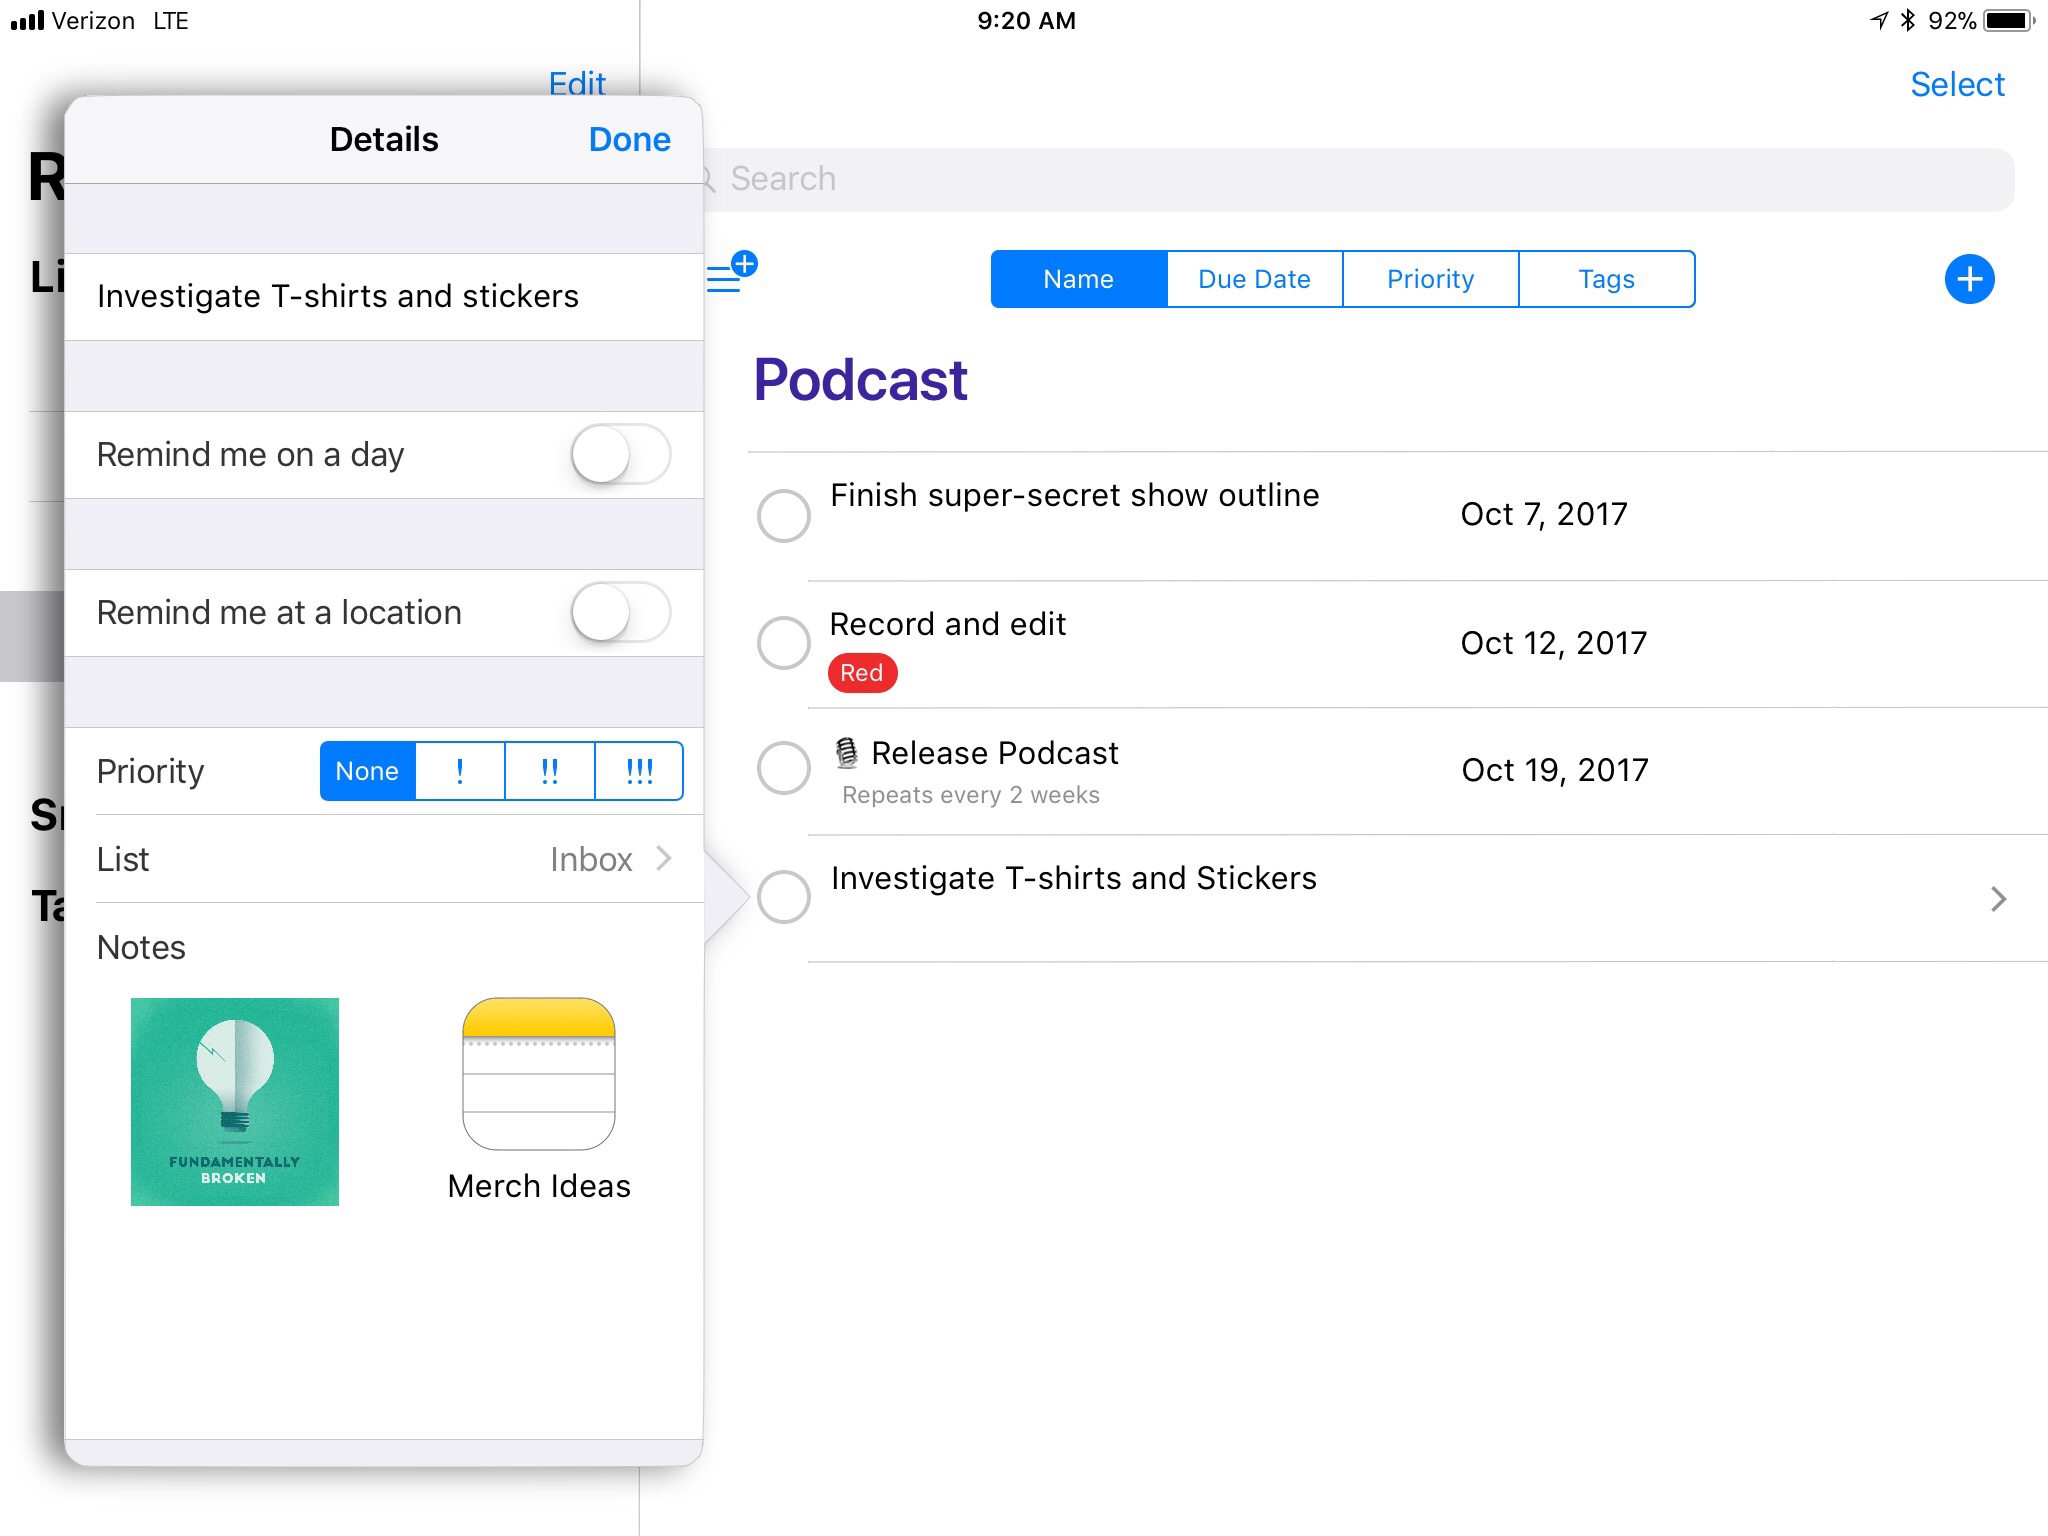 Verizon LTE
9:20 AM
92%
Edit
Select
Details
Done
Investigate T-shirts and stickers
Remind me on a day
Remind me at a location
Priority
None ! !! !!!
List
Inbox
Notes
FUNDAMENTALLY
BROKEN
Merch Ideas
Search
Name
Due Date
Priority
Tags
Podcast
Finish super-secret show outline
Oct 7, 2017
Record and edit
Oct 12, 2017
Red
Release Podcast
Oct 19, 2017
Repeats every 2 weeks
Investigate T-shirts and Stickers